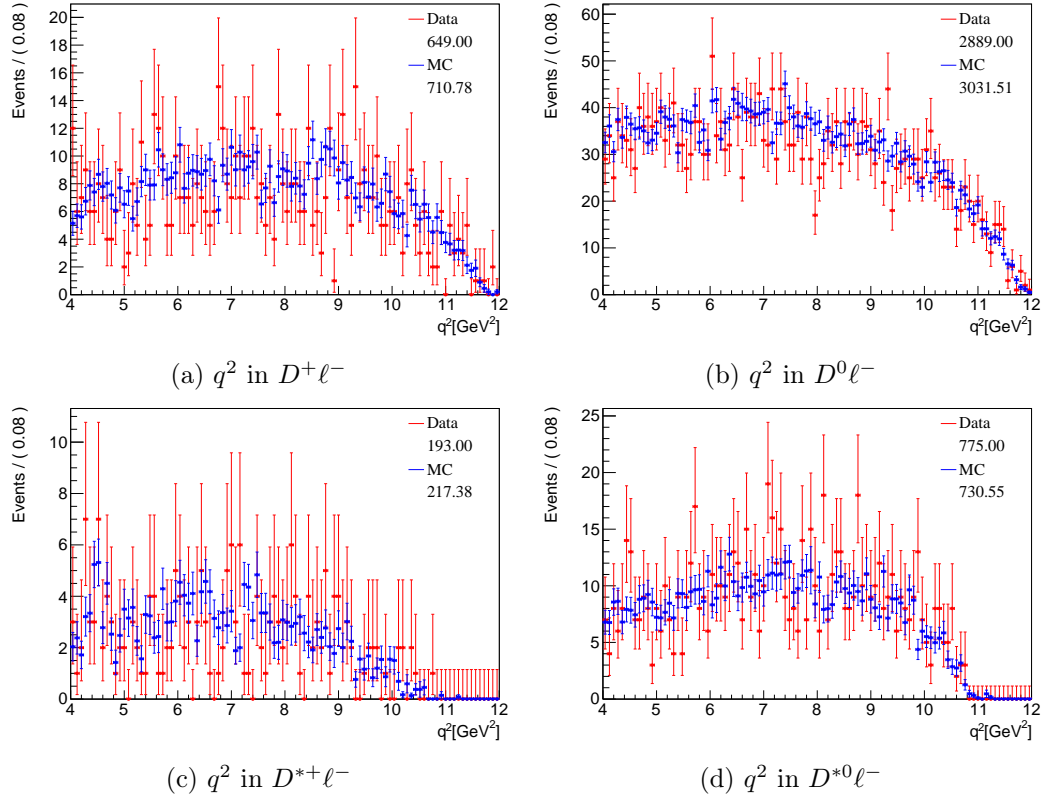 Events / ( 0.08 )
20
18
16
14
12
10
8
6
4
2
0
Data
649.00
MC
710.78
4 5 6 7 8 9 10 11 12
q²[GeV²]
(a) q² in D⁺ℓ⁻
Events / ( 0.08 )
60
50
40
30
20
10
0
Data
2889.00
MC
3031.51
4 5 6 7 8 9 10 11 12
q²[GeV²]
(b) q² in D⁰ℓ⁻
Events / ( 0.08 )
10
8
6
4
2
0
Data
193.00
MC
217.38
4 5 6 7 8 9 10 11 12
q²[GeV²]
(c) q² in D*⁺ℓ⁻
Events / ( 0.08 )
25
20
15
10
5
0
Data
775.00
MC
730.55
4 5 6 7 8 9 10 11 12
q²[GeV²]
(d) q² in D*⁰ℓ⁻